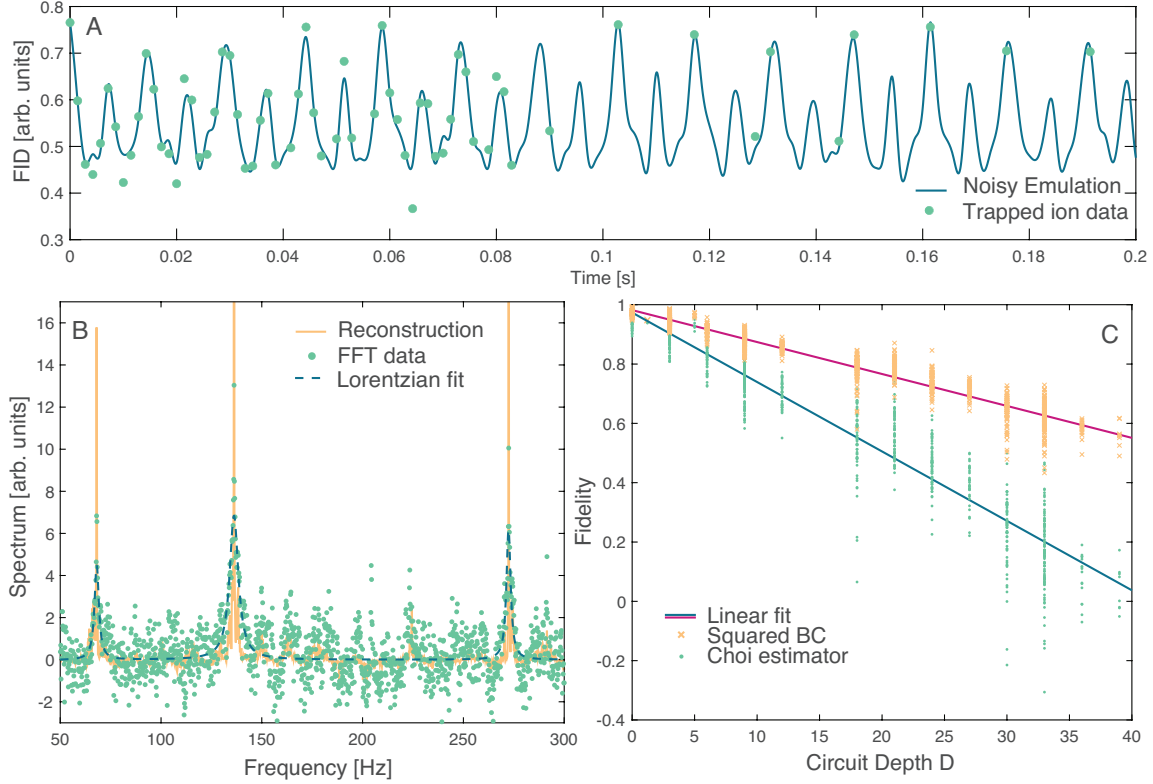 A
FID [arb. units]
0.8
0.7
0.6
0.5
0.4
0.3
Noisy Emulation
Trapped ion data
0 0.02 0.04 0.06 0.08 0.1 0.12 0.14 0.16 0.18 0.2
Time [s]
B
Spectrum [arb. units]
16
14
12
10
8
6
4
2
0
-2
Reconstruction
FFT data
Lorentzian fit
50 100 150 200 250 300
Frequency [Hz]
C
Fidelity
1
0.8
0.6
0.4
0.2
0
-0.2
-0.4
Linear fit
Squared BC
Choi estimator
0 5 10 15 20 25 30 35 40
Circuit Depth D